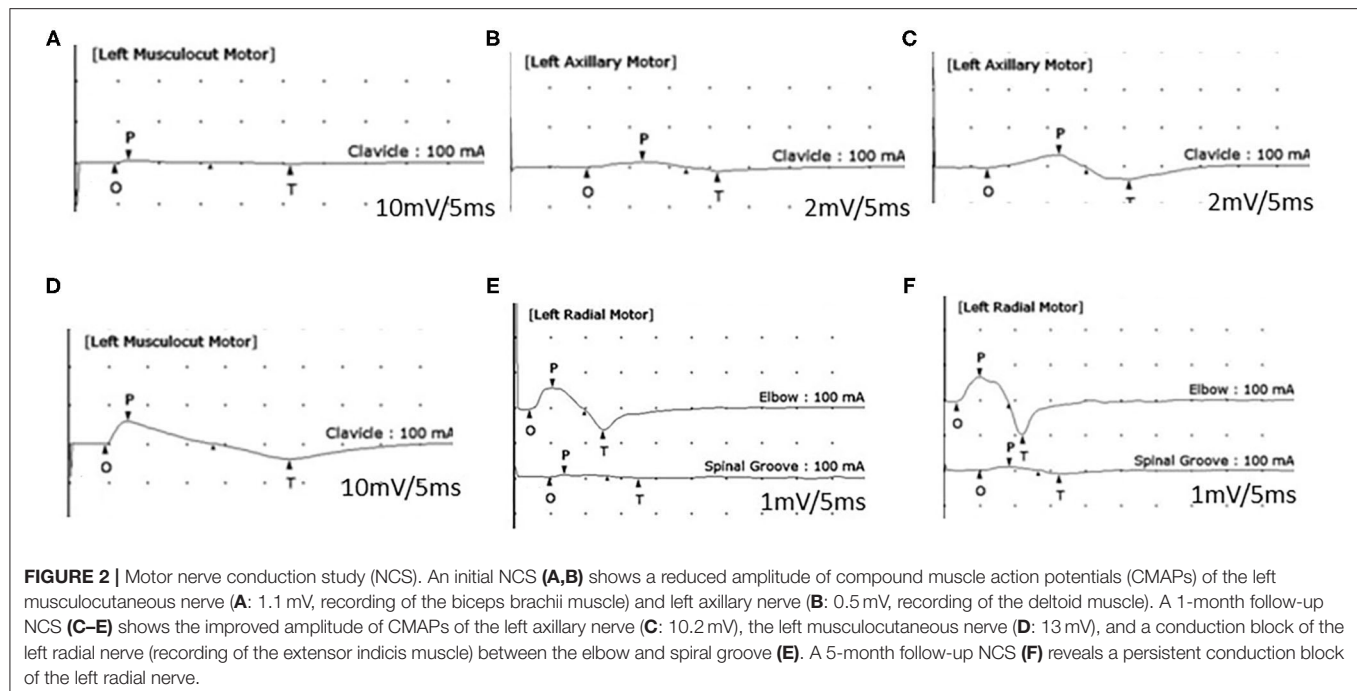 A
[Left Musculocut Motor]
P
Clavicle : 100 mA
O
T
10mV/5ms
B
[Left Axillary Motor]
P
Clavicle : 100 mA
O
T
2mV/5ms
C
[Left Axillary Motor]
P
Clavicle : 100 mA
O
T
2mV/5ms
D
[Left Musculocut Motor]
P
Clavicle : 100 mA
O
T
10mV/5ms
E
[Left Radial Motor]
P
Elbow : 100 mA
O
T
P
Spinal Groove : 100 mA
O
T
1mV/5ms
F
[Left Radial Motor]
P
Elbow : 100 mA
O
T
P
Spinal Groove : 100 mA
O
T
1mV/5ms
FIGURE 2 | Motor nerve conduction study (NCS). An initial NCS (A,B) shows a reduced amplitude of compound muscle action potentials (CMAPs) of the left
musculocutaneous nerve (A: 1.1 mV, recording of the biceps brachii muscle) and left axillary nerve (B: 0.5 mV, recording of the deltoid muscle). A 1-month follow-up
NCS (C–E) shows the improved amplitude of CMAPs of the left axillary nerve (C: 10.2 mV), the left musculocutaneous nerve (D: 13 mV), and a conduction block of the
left radial nerve (recording of the extensor indicis muscle) between the elbow and spiral groove (E). A 5-month follow-up NCS (F) reveals a persistent conduction block
of the left radial nerve.